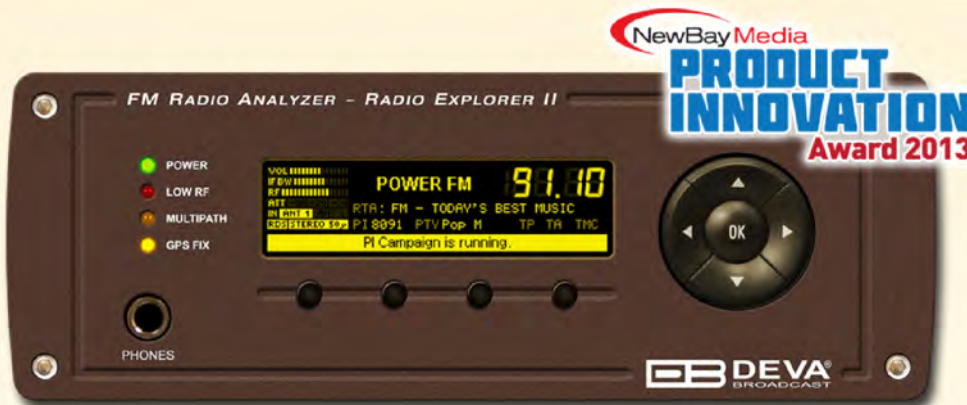 NewBay Media
PRODUCT
INNOVATION
Award 2013
FM RADIO ANALYZER - RADIO EXPLORER II
POWER
LOW RF
MULTIPATH
GPS FIX
VOL
IF BW
RF
ATT
IN ANT 1
RDS STEREO 50µ
POWER FM
91.10
RTA: FM - TODAY'S BEST MUSIC
PI 8091 PTY Pop M TP TA TMC
PI Campaign is running.
OK
PHONES
DEVA®
BROADCAST